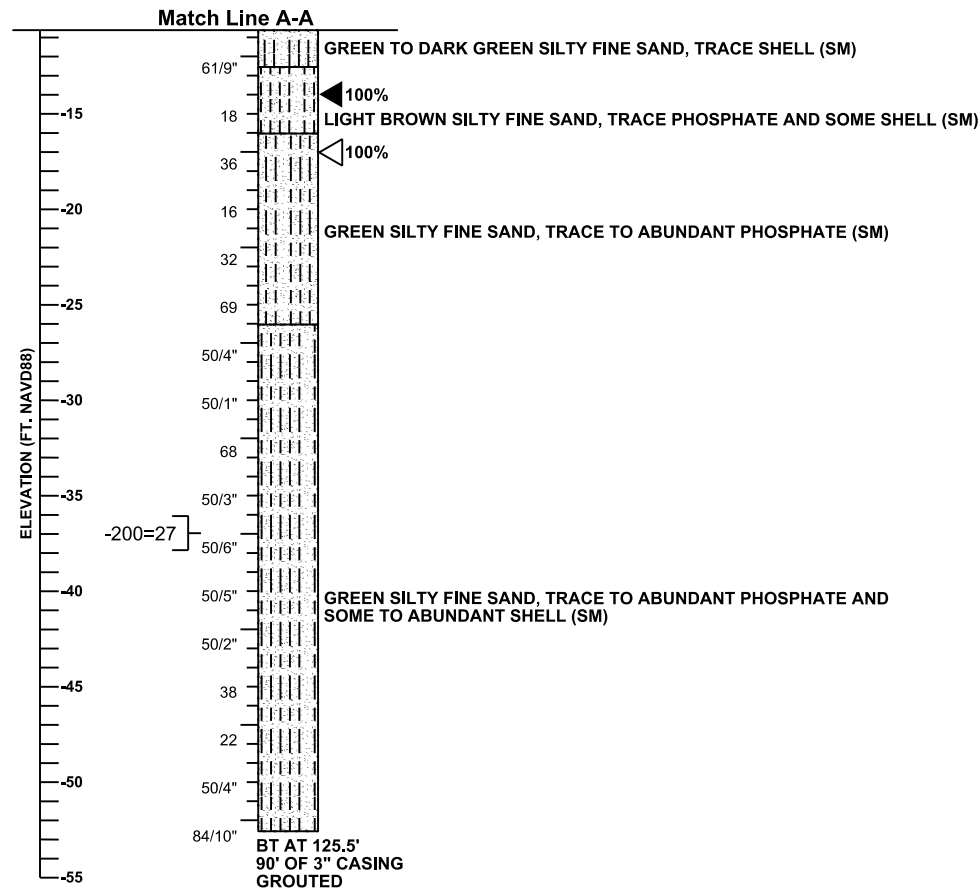 Match Line A-A
GREEN TO DARK GREEN SILTY FINE SAND, TRACE SHELL (SM)
61/9"
100%
-15
18
LIGHT BROWN SILTY FINE SAND, TRACE PHOSPHATE AND SOME SHELL (SM)
100%
36
-20
16
GREEN SILTY FINE SAND, TRACE TO ABUNDANT PHOSPHATE (SM)
32
-25
69
50/4"
ELEVATION (FT. NAVD88)
-30
50/1"
68
-35
50/3"
-200=27
50/6"
-40
50/5"
GREEN SILTY FINE SAND, TRACE TO ABUNDANT PHOSPHATE AND
SOME TO ABUNDANT SHELL (SM)
50/2"
-45
38
22
-50
50/4"
84/10"
BT AT 125.5'
90' OF 3" CASING
GROUTED
-55